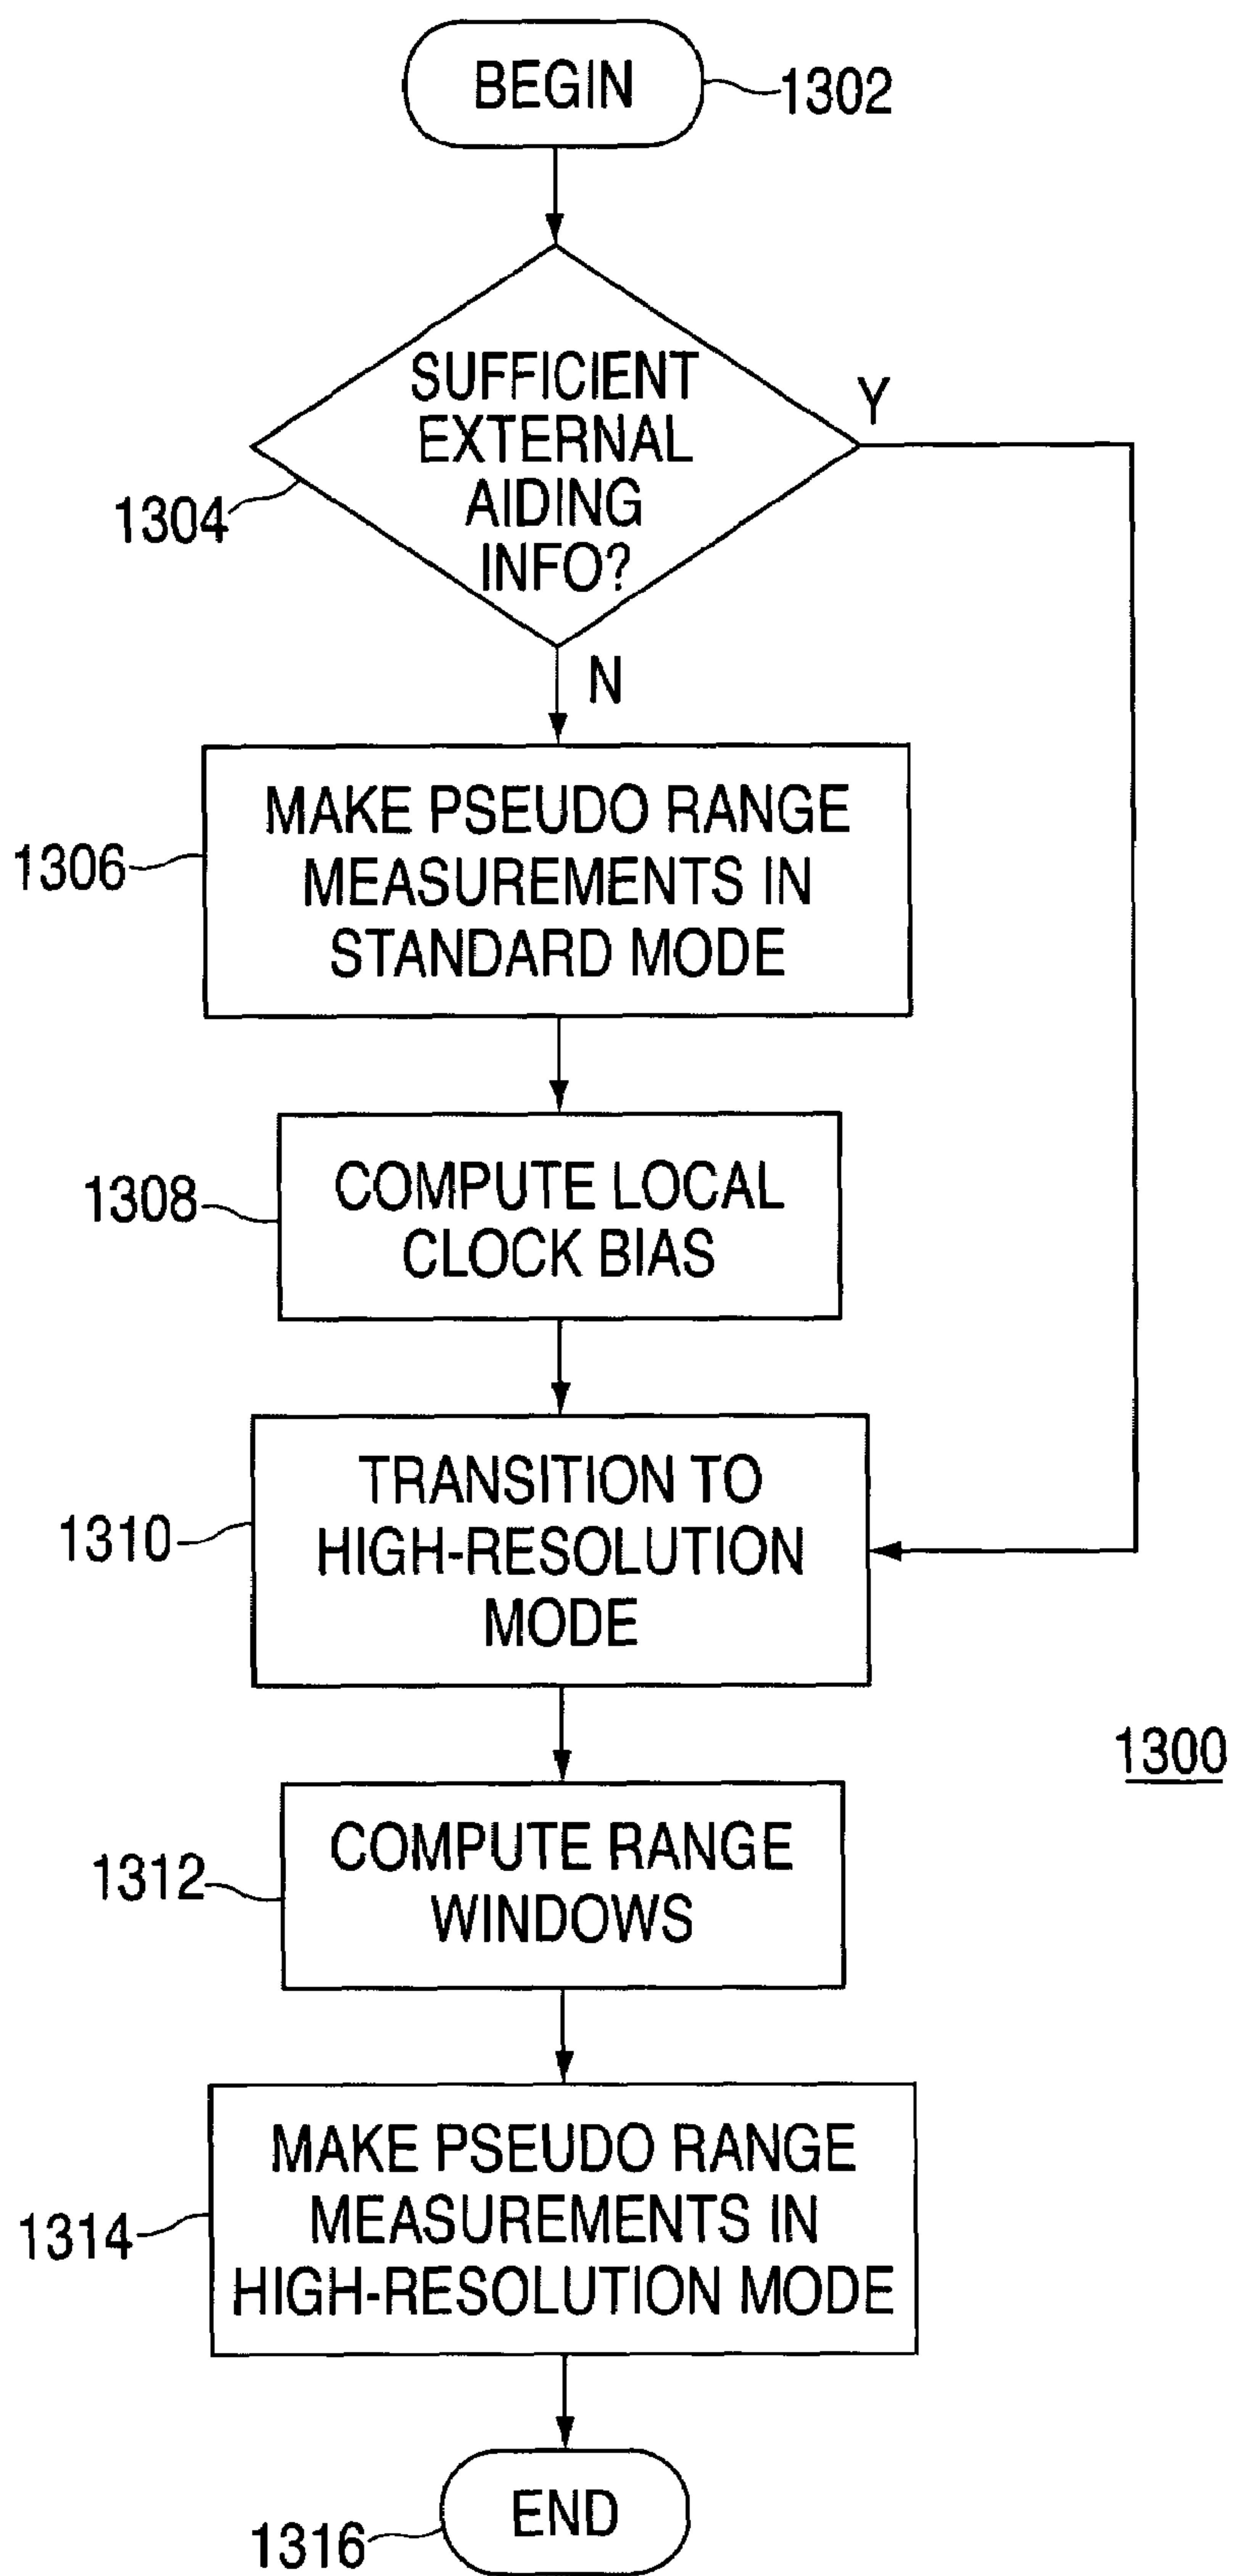 BEGIN
1302
SUFFICIENT
EXTERNAL
AIDING
INFO?
Y
1304
N
MAKE PSEUDO RANGE
MEASUREMENTS IN
STANDARD MODE
1306
COMPUTE LOCAL
CLOCK BIAS
1308
TRANSITION TO
HIGH-RESOLUTION
MODE
1310
1300
COMPUTE RANGE
WINDOWS
1312
MAKE PSEUDO RANGE
MEASUREMENTS IN
HIGH-RESOLUTION MODE
1314
END
1316